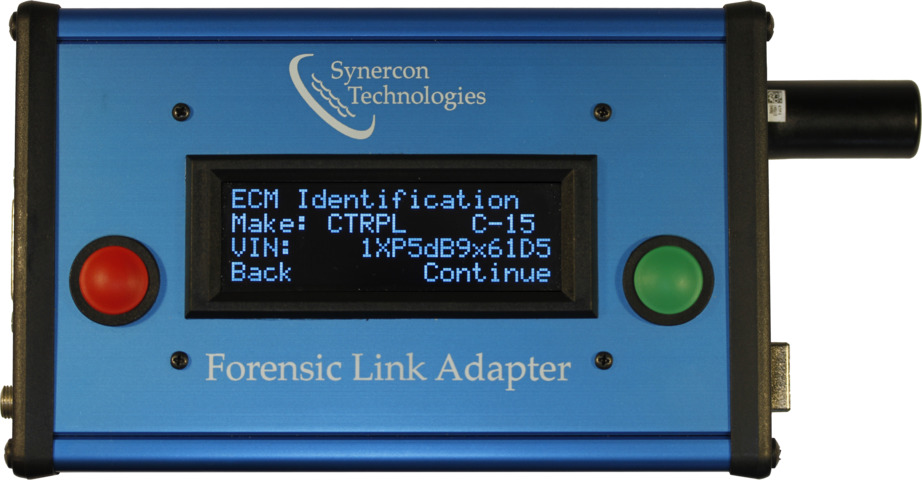 Synercon
Technologies
ECM Identification
Make: CTRPL C-15
VIN: 1XP5dB9x61D5
Back Continue
Forensic Link Adapter